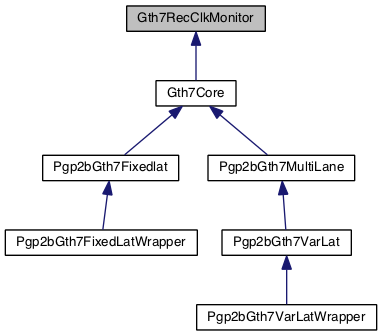 Gth7RecClkMonitor
Gth7Core
Pgp2bGth7Fixedlat
Pgp2bGth7MultiLane
Pgp2bGth7FixedLatWrapper
Pgp2bGth7VarLat
Pgp2bGth7VarLatWrapper